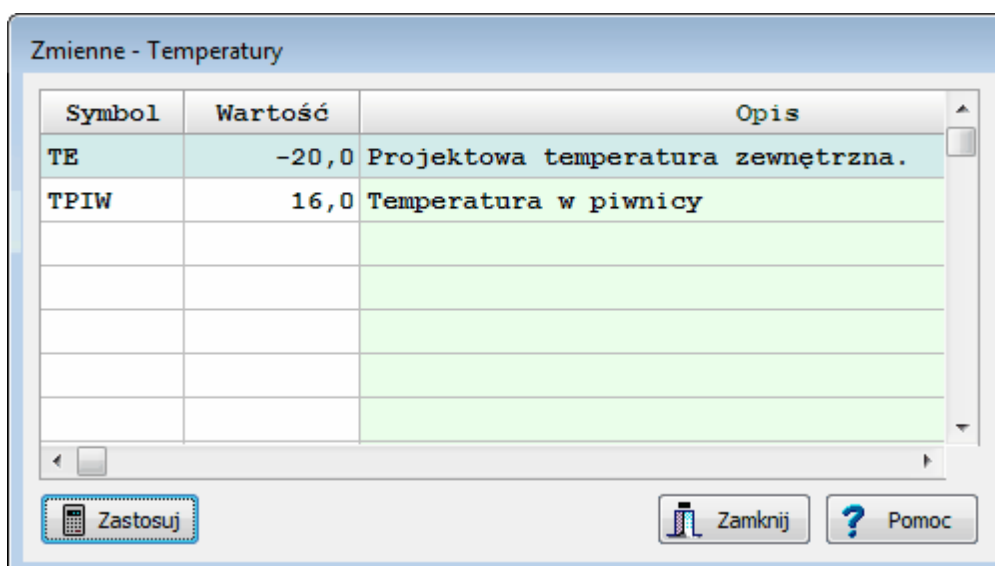 Zmienne - Temperatury
Symbol Wartość Opis
TE -20,0 Projektowa temperatura zewnętrzna.
TPIW 16,0 Temperatura w piwnicy
Zastosuj Zamknij ? Pomoc